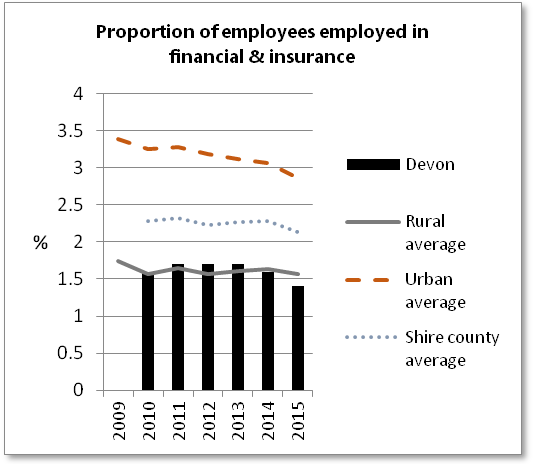 Proportion of employees employed in
financial & insurance
4
3.5
3
2.5
2
1.5
1
0.5
0
%
2009
2010
2011
2012
2013
2014
2015
Devon
Rural
average
Urban
average
Shire county
average